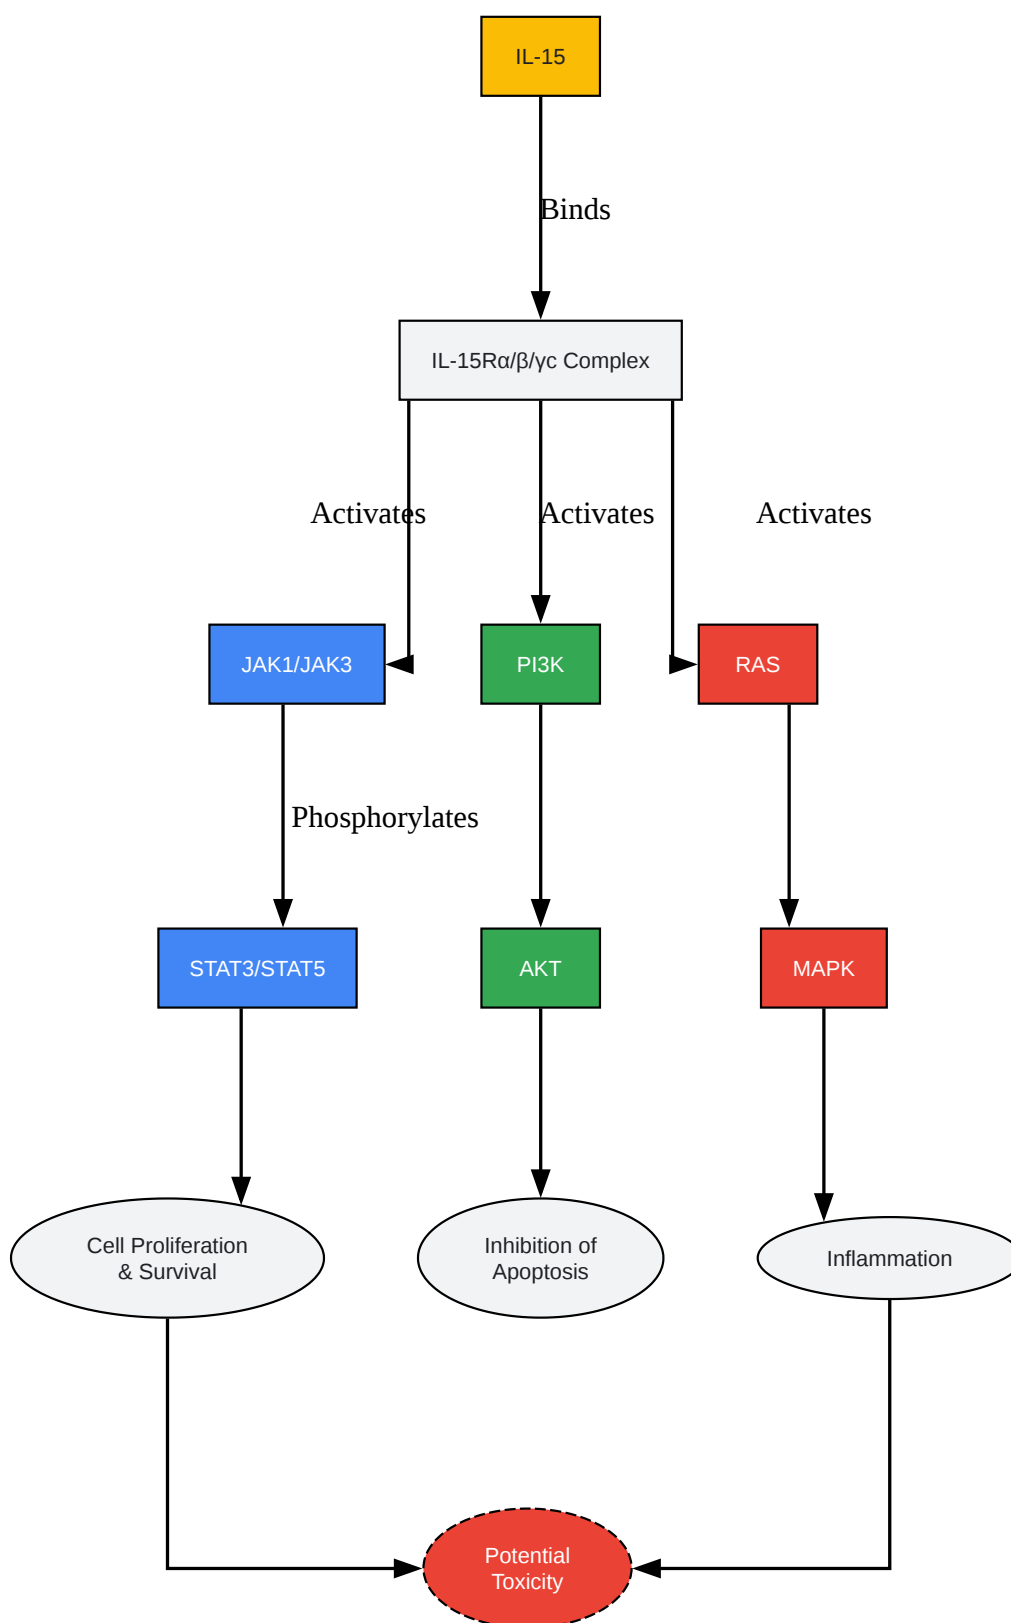 IL-15
Binds
IL-15Rα/β/γc Complex
Activates
Activates
Activates
JAK1/JAK3
PI3K
RAS
Phosphorylates
STAT3/STAT5
AKT
MAPK
Cell Proliferation
& Survival
Inhibition of
Apoptosis
Inflammation
Potential
Toxicity